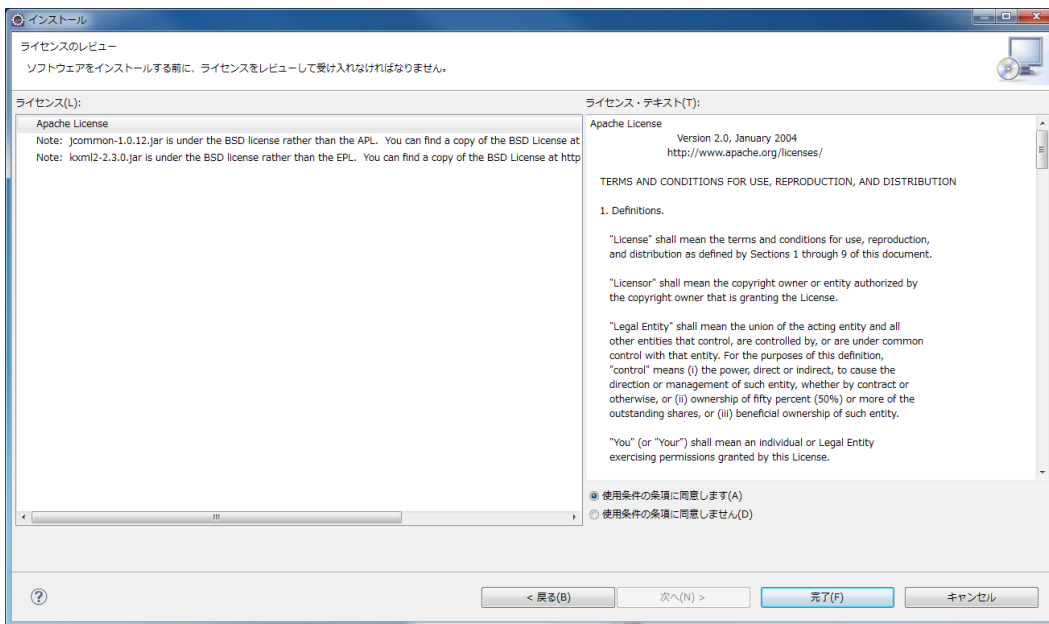 インストール
ライセンスのレビュー
ソフトウェアをインストールする前に、ライセンスをレビューして受け入れなければなりません。
ライセンス(L):
Apache License
Note: jcommon-1.0.12.jar is under the BSD license rather than the APL. You can find a copy of the BSD License at
Note: kxml2-2.3.0.jar is under the BSD license rather than the EPL. You can find a copy of the BSD License at http
ライセンス・テキスト(T):
Apache License
Version 2.0, January 2004
http://www.apache.org/licenses/
TERMS AND CONDITIONS FOR USE, REPRODUCTION, AND DISTRIBUTION
1. Definitions.
"License" shall mean the terms and conditions for use, reproduction,
and distribution as defined by Sections 1 through 9 of this document.
"Licensor" shall mean the copyright owner or entity authorized by
the copyright owner that is granting the License.
"Legal Entity" shall mean the union of the acting entity and all
other entities that control, are controlled by, or are under common
control with that entity. For the purposes of this definition,
"control" means (i) the power, direct or indirect, to cause the
direction or management of such entity, whether by contract or
otherwise, or (ii) ownership of fifty percent (50%) or more of the
outstanding shares, or (iii) beneficial ownership of such entity.
"You" (or "Your") shall mean an individual or Legal Entity
exercising permissions granted by this License.
使用条件の条項に同意します(A)
使用条件の条項に同意しません(D)
< 戻る(B)
次へ(N) >
完了(F)
キャンセル